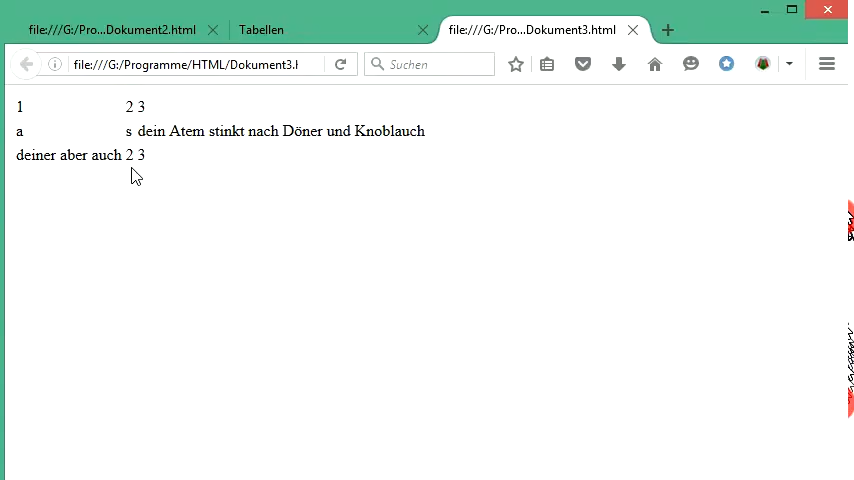 file:///G:/Pro...Dokument2.html Tabellen file:///G:/Pro...Dokument3.html
file:///G:/Programme/HTML/Dokument3.h Suchen
1 2 3
a s dein Atem stinkt nach Döner und Knoblauch
deiner aber auch 2 3